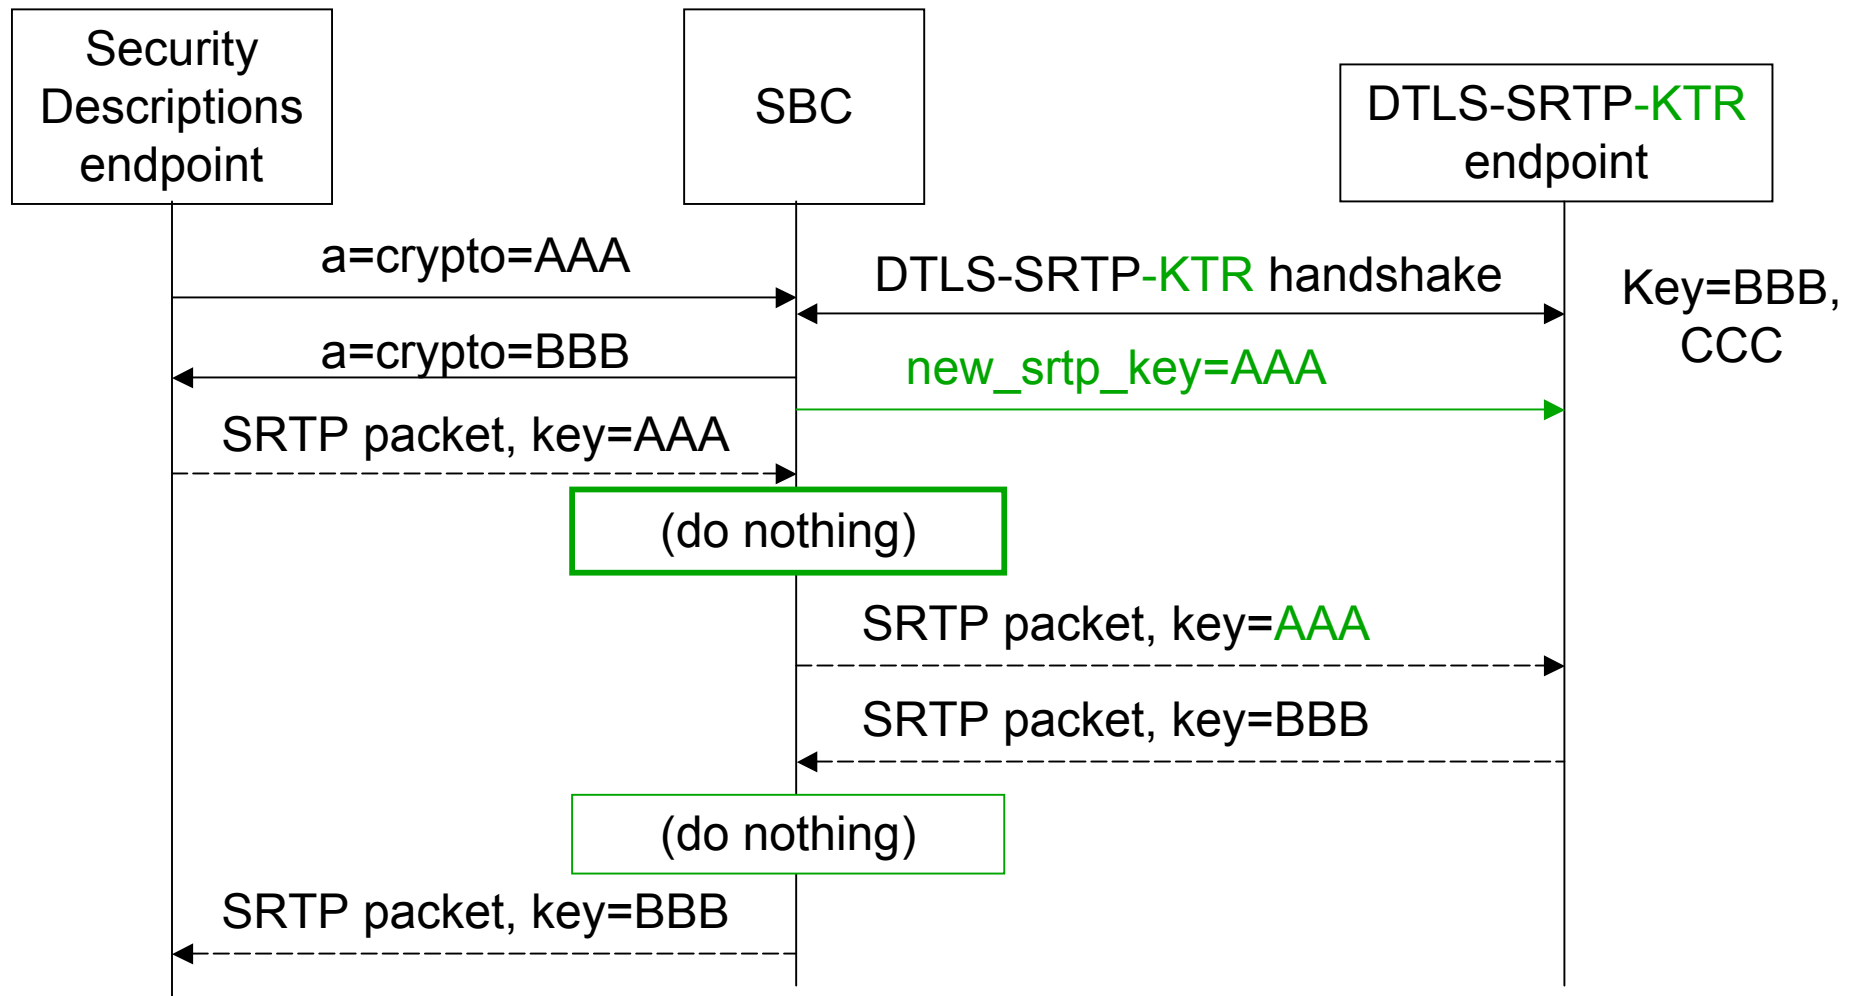 Security
Descriptions
endpoint
SBC
DTLS-SRTP-KTR
endpoint
a=crypto=AAA
DTLS-SRTP-KTR handshake
Key=BBB,
CCC
a=crypto=BBB
new_srtp_key=AAA
SRTP packet, key=AAA
(do nothing)
SRTP packet, key=AAA
SRTP packet, key=BBB
(do nothing)
SRTP packet, key=BBB